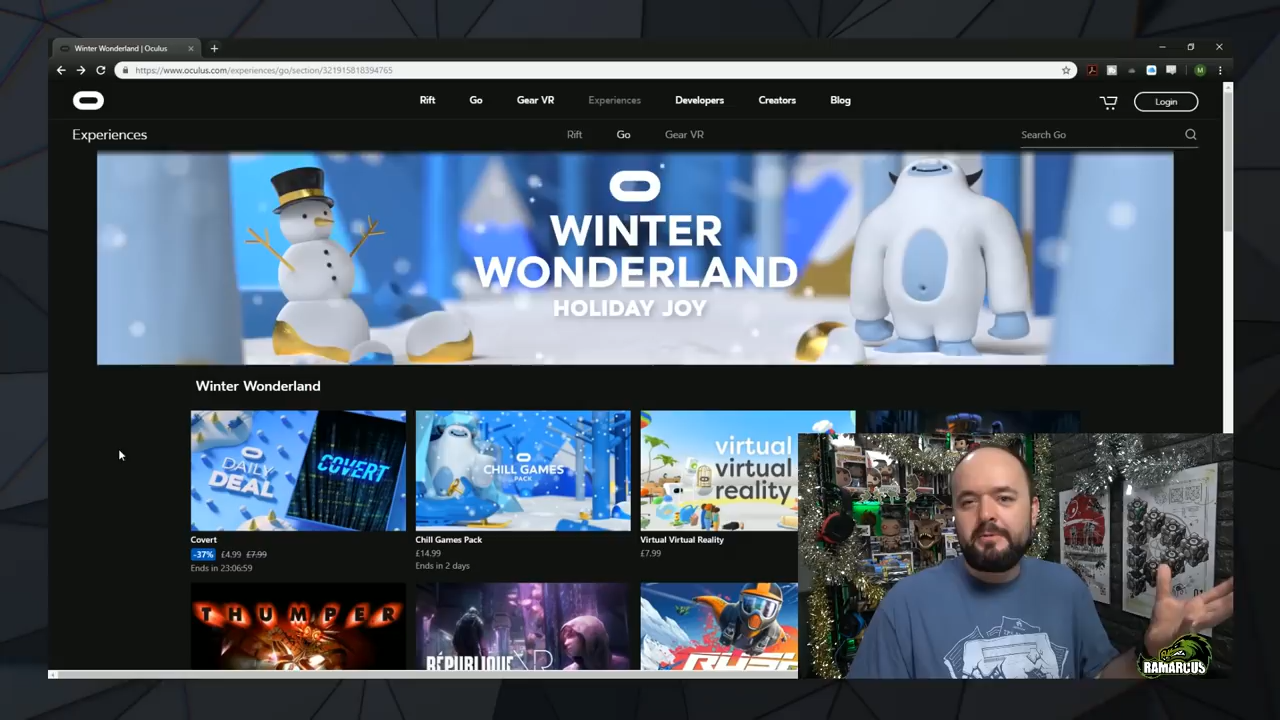 Winter Wonderland | Oculus
https://www.oculus.com/experiences/go/section/321915818394765
Rift
Go
Gear VR
Experiences
Developers
Creators
Blog
Login
Experiences
Rift
Go
Gear VR
Search Go
WINTER
WONDERLAND
HOLIDAY JOY
Winter Wonderland
DAILY
DEAL
COVERT
CHILL GAMES
PACK
virtual
virtual
reality
Covert
-37% £4.99 £7.99
Ends in 23:06:59
Chill Games Pack
£14.99
Ends in 2 days
Virtual Virtual Reality
£7.99
THUMPER
RÉPUBLIQUE VR
RUSH
RAMARCUS